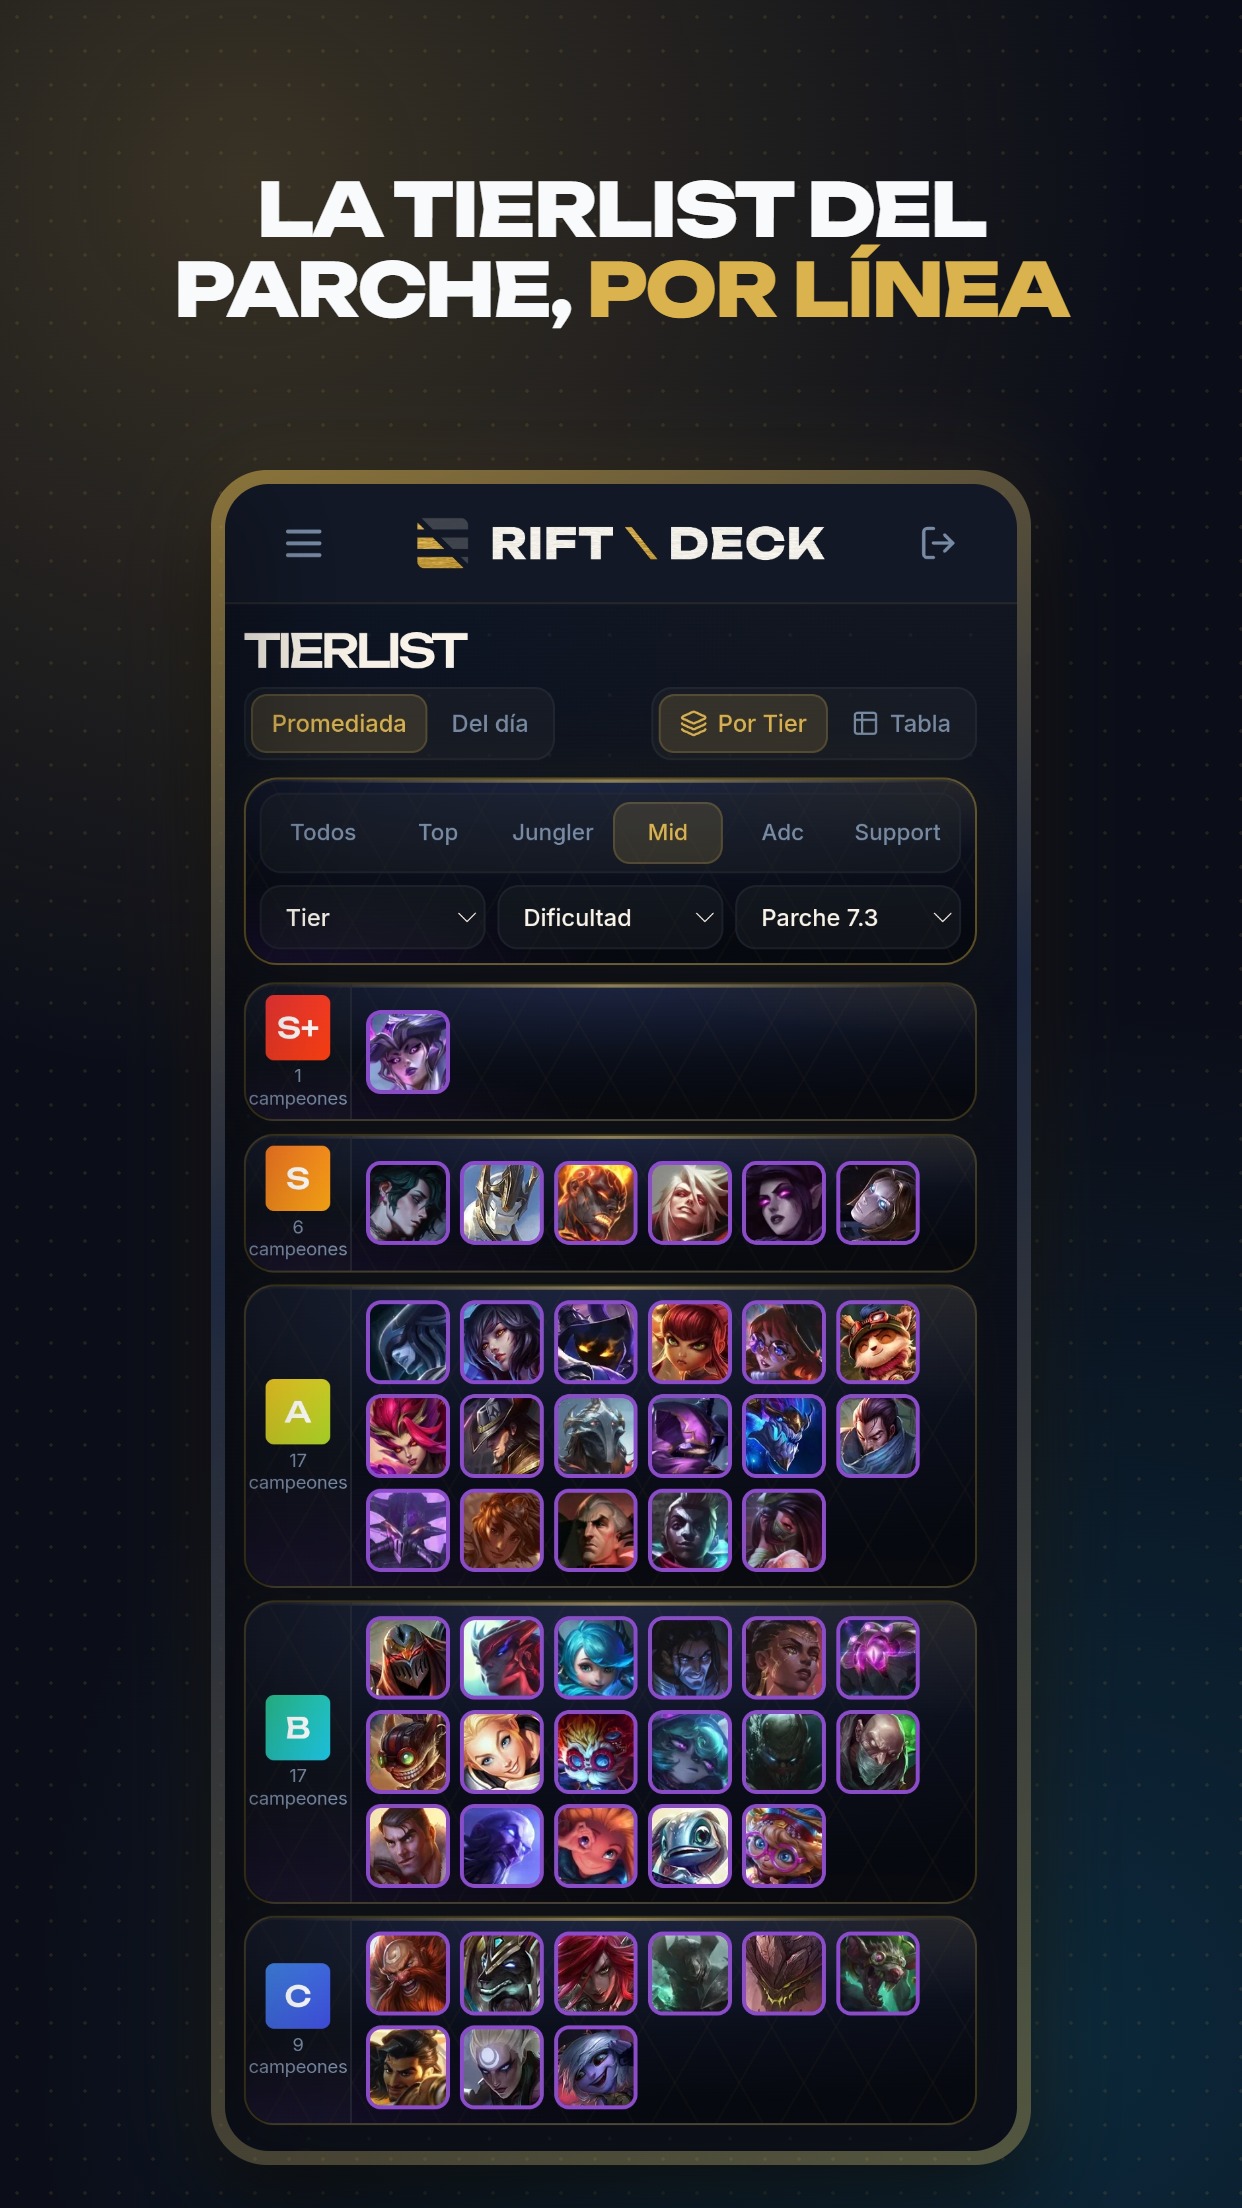 LA TIERLIST DEL
PARCHE, POR LÍNEA
RIFT \ DECK
TIERLIST
Promediada Del día Por Tier Tabla
Todos Top Jungler Mid Adc Support
Tier Dificultad Parche 7.3
S+
1
campeones
S
6
campeones
A
17
campeones
B
17
campeones
C
9
campeones